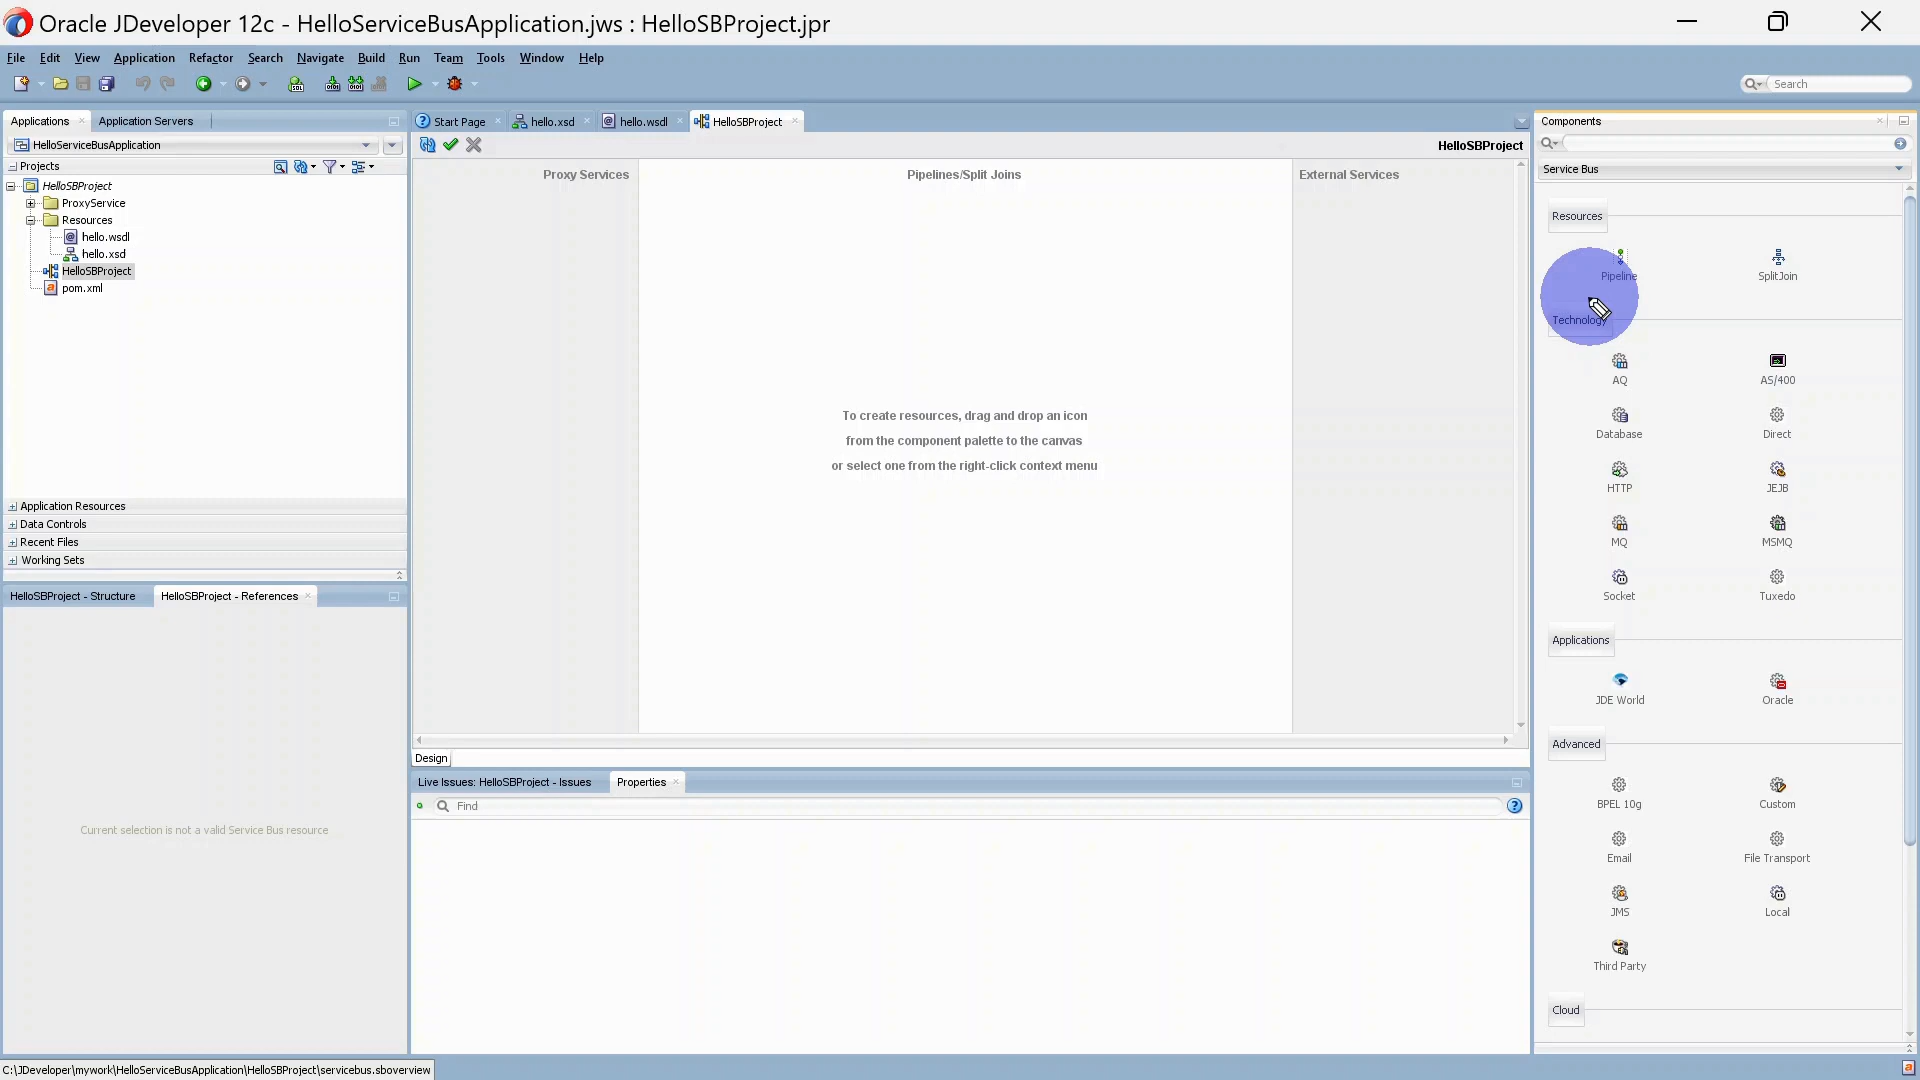 Oracle JDeveloper 12c - HelloServiceBusApplication.jws : HelloSBProject.jpr
File Edit View Application Refactor Search Navigate Build Run Team Tools Window Help
Search
Applications Application Servers
HelloServiceBusApplication
Projects
HelloSBProject
ProxyService
Resources
hello.wsdl
hello.xsd
HelloSBProject
pom.xml
Application Resources
Data Controls
Recent Files
Working Sets
HelloSBProject - Structure HelloSBProject - References
Current selection is not a valid Service Bus resource
Start Page hello.xsd hello.wsdl HelloSBProject
HelloSBProject
Proxy Services Pipelines/Split Joins External Services
To create resources, drag and drop an icon
from the component palette to the canvas
or select one from the right-click context menu
Design
Live Issues: HelloSBProject - Issues Properties
Find
Components
Service Bus
Resources
Pipeline SplitJoin
Technology
AQ AS/400
Database Direct
HTTP JEJB
MQ MSMQ
Socket Tuxedo
Applications
JDE World Oracle
Advanced
BPEL 10g Custom
Email File Transport
JMS Local
Third Party
Cloud
C:\JDeveloper\mywork\HelloServiceBusApplication\HelloSBProject\servicebus.sboverview